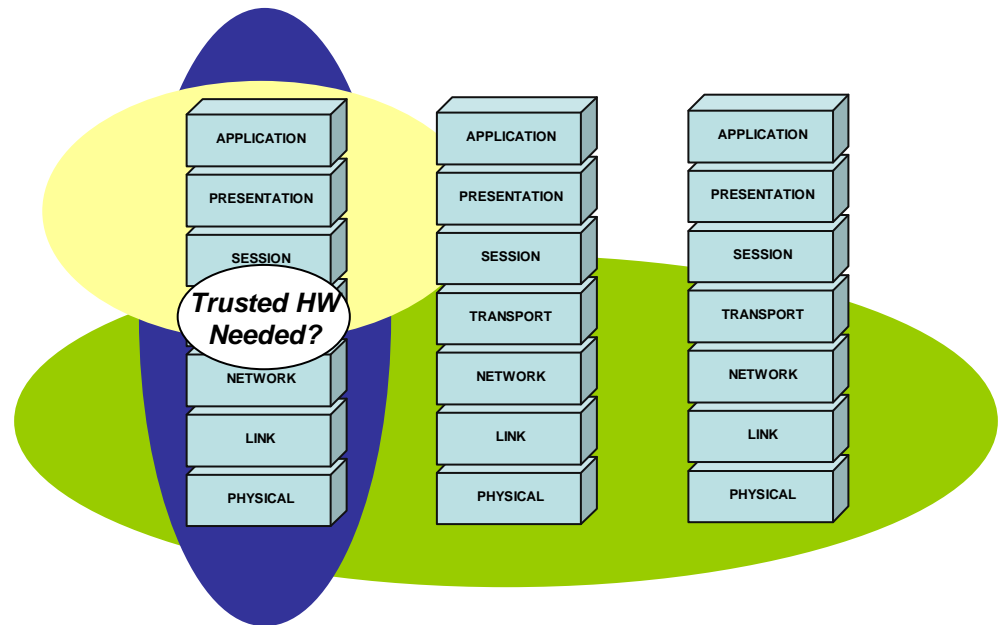 APPLICATION
PRESENTATION
SESSION
Trusted HW
Needed?
NETWORK
LINK
PHYSICAL
APPLICATION
PRESENTATION
SESSION
TRANSPORT
NETWORK
LINK
PHYSICAL
APPLICATION
PRESENTATION
SESSION
TRANSPORT
NETWORK
LINK
PHYSICAL